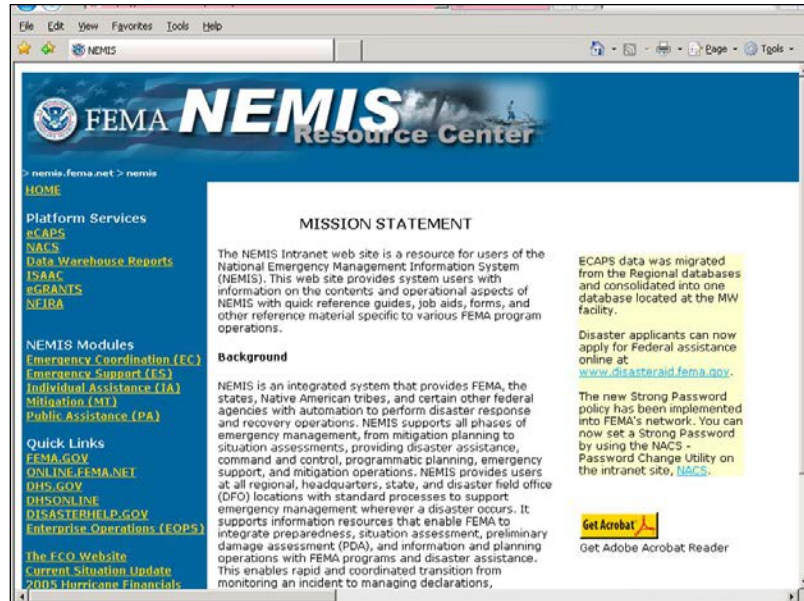 File Edit View Favorites Tools Help
NEMIS
Page Tools
FEMA NEMIS
Resource Center
> nemis.fema.net > nemis
HOME
Platform Services
eCAPS
NACS
Data Warehouse Reports
ISAAC
eGRANTS
NFIRA
NEMIS Modules
Emergency Coordination (EC)
Emergency Support (ES)
Individual Assistance (IA)
Mitigation (MT)
Public Assistance (PA)
Quick Links
FEMA.GOV
ONLINE.FEMA.NET
DHS.GOV
DHSONLINE
DISASTERHELP.GOV
Enterprise Operations (EOPS)
The FCO Website
Current Situation Update
2005 Hurricane Financials
MISSION STATEMENT
The NEMIS Intranet web site is a resource for users of the
National Emergency Management Information System
(NEMIS). This web site provides system users with
information on the contents and operational aspects of
NEMIS with quick reference guides, job aids, forms, and
other reference material specific to various FEMA program
operations.
Background
NEMIS is an integrated system that provides FEMA, the
states, Native American tribes, and certain other federal
agencies with automation to perform disaster response
and recovery operations. NEMIS supports all phases of
emergency management, from mitigation planning to
situation assessments, providing disaster assistance,
command and control, programmatic planning, emergency
support, and mitigation operations. NEMIS provides users
at all regional, headquarters, state, and disaster field office
(DFO) locations with standard processes to support
emergency management wherever a disaster occurs. It
supports information resources that enable FEMA to
integrate preparedness, situation assessment, preliminary
damage assessment (PDA), and information and planning
operations with FEMA programs and disaster assistance.
This enables rapid and coordinated transition from
monitoring an incident to managing declarations,
ECAPS data was migrated
from the Regional databases
and consolidated into one
database located at the MW
facility.
Disaster applicants can now
apply for Federal assistance
online at
www.disasteraid.fema.gov.
The new Strong Password
policy has been implemented
into FEMA's network. You can
now set a Strong Password
by using the NACS -
Password Change Utility on
the intranet site, NACS.
Get Acrobat
Get Adobe Acrobat Reader